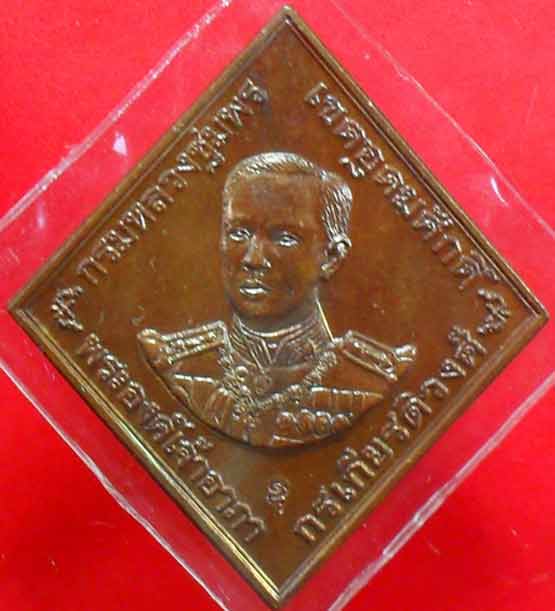 กรมหลวงชุมพร
เขตอุดมศักดิ์
พระองค์เจ้าอาภา
กรเกียรติวงศ์